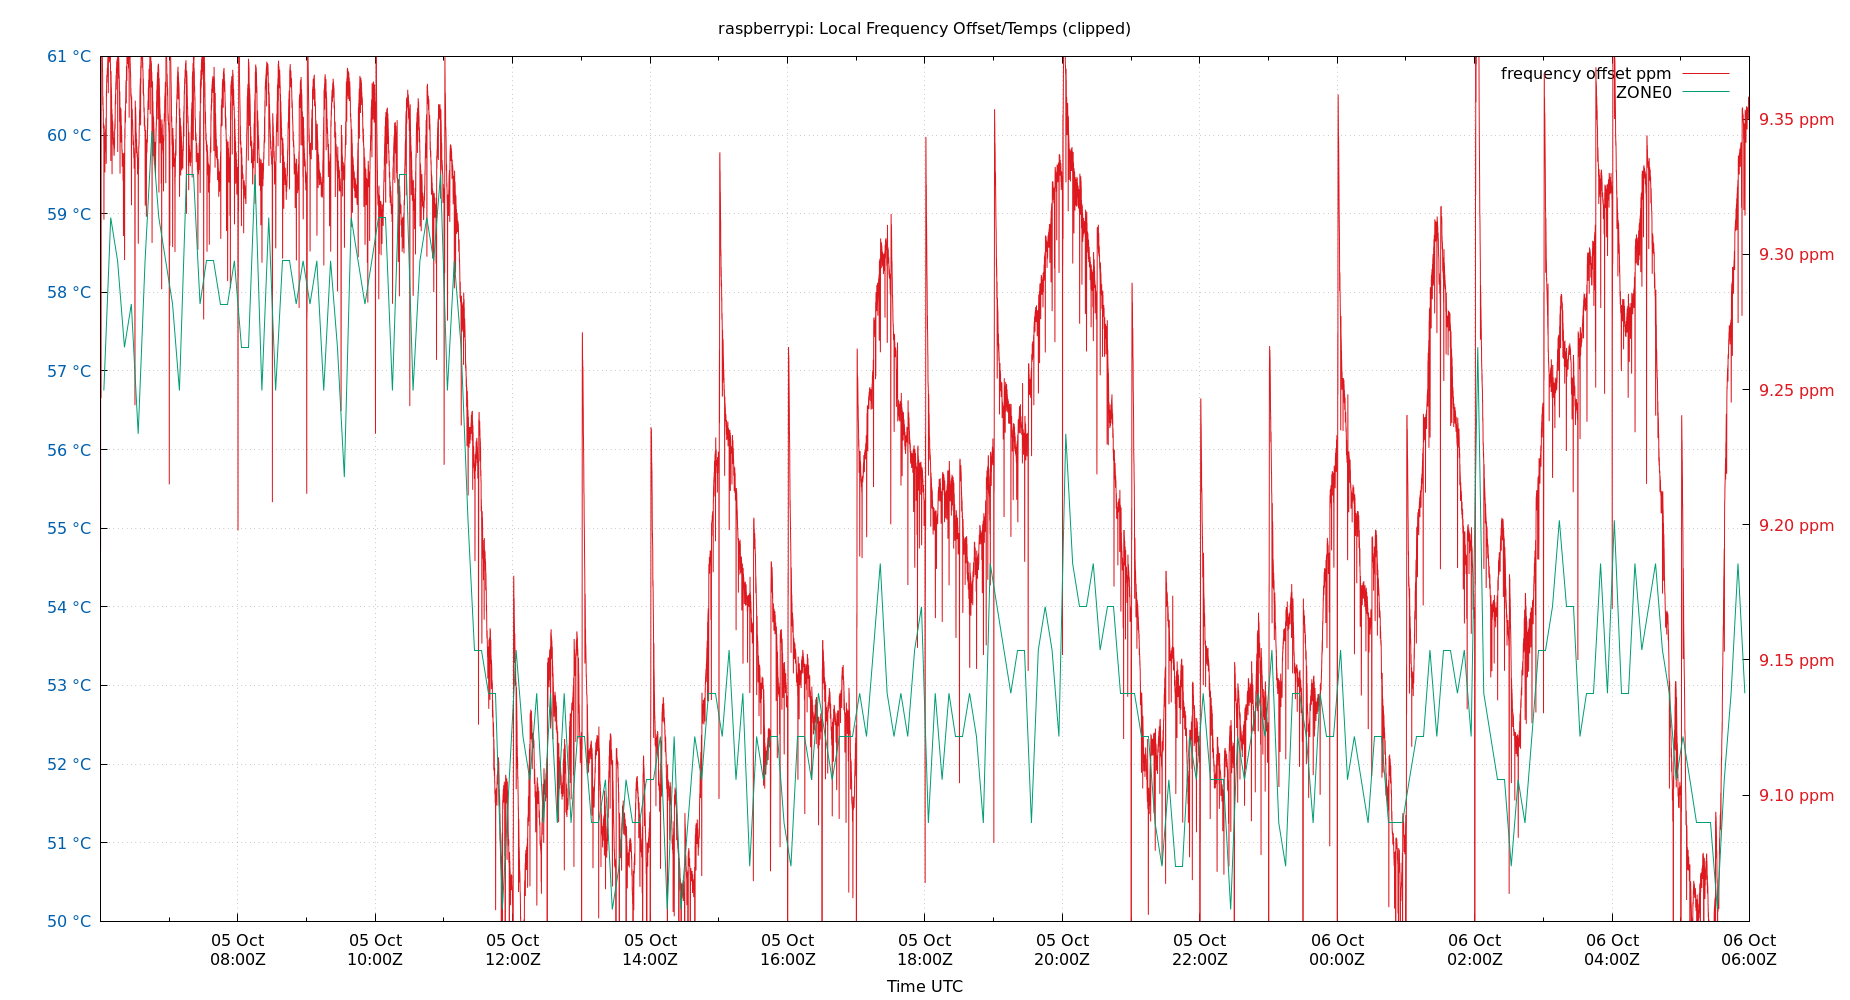 raspberrypi: Local Frequency Offset/Temps (clipped)
frequency offset ppm
ZONE0
61 °C
60 °C
59 °C
58 °C
57 °C
56 °C
55 °C
54 °C
53 °C
52 °C
51 °C
50 °C
9.35 ppm
9.30 ppm
9.25 ppm
9.20 ppm
9.15 ppm
9.10 ppm
05 Oct 05 Oct 05 Oct 05 Oct 05 Oct 05 Oct 05 Oct 05 Oct 06 Oct 06 Oct 06 Oct 06 Oct
08:00Z 10:00Z 12:00Z 14:00Z 16:00Z 18:00Z 20:00Z 22:00Z 00:00Z 02:00Z 04:00Z 06:00Z
Time UTC